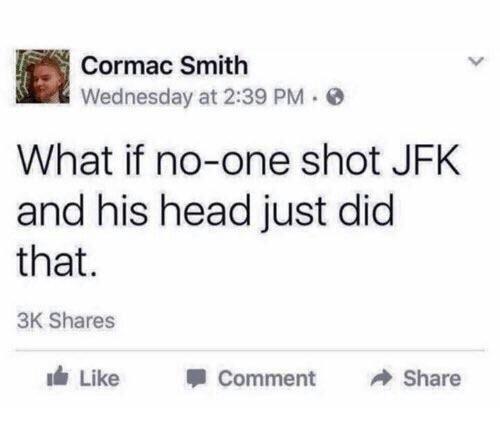 Cormac Smith
Wednesday at 2:39 PM ·
What if no-one shot JFK
and his head just did
that.
3K Shares
Like Comment Share